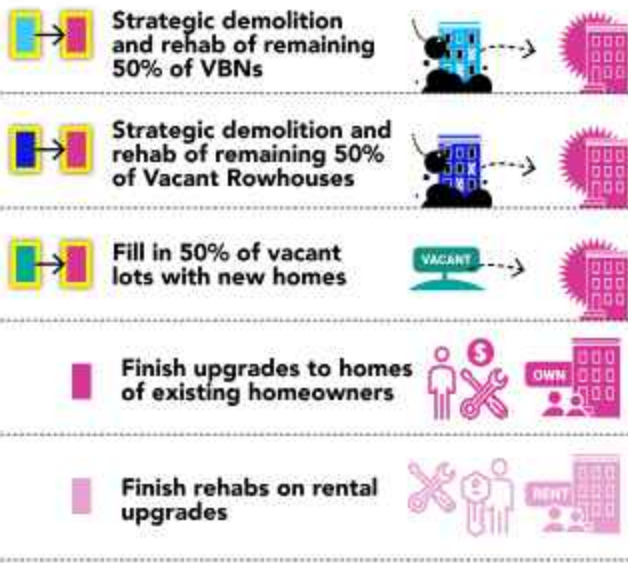 Strategic demolition
and rehab of remaining
50% of VBNs
Strategic demolition and
rehab of remaining 50%
of Vacant Rowhouses
Fill in 50% of vacant
lots with new homes
VACANT
Finish upgrades to homes
of existing homeowners
$
OWN
Finish rehabs on rental
upgrades
RENT